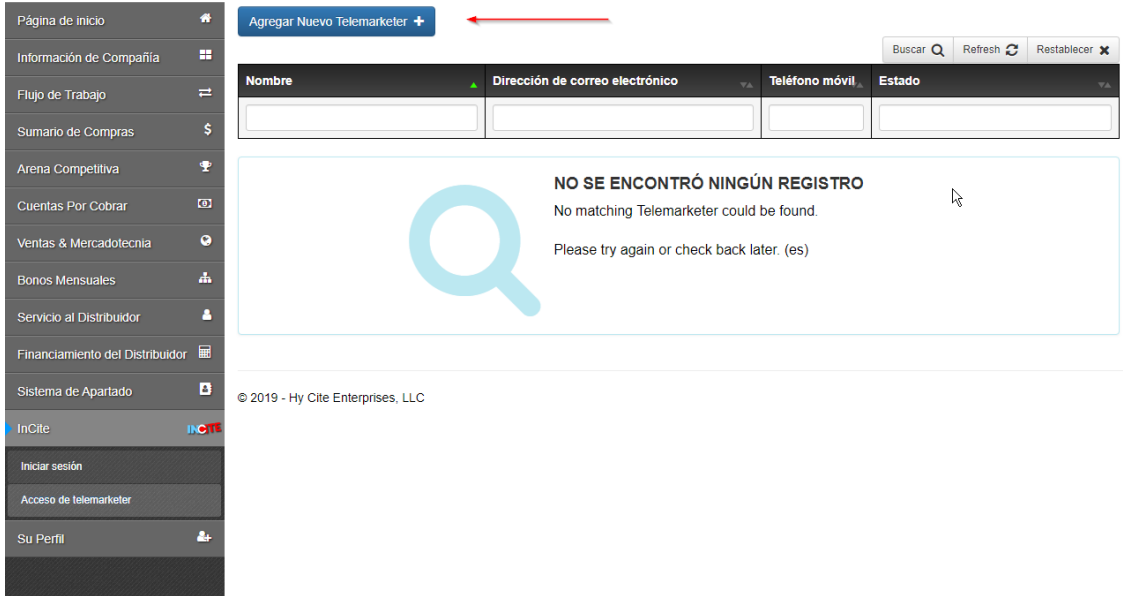 Página de inicio
Información de Compañía
Flujo de Trabajo
Sumario de Compras
Arena Competitiva
Cuentas Por Cobrar
Ventas & Mercadotecnia
Bonos Mensuales
Servicio al Distribuidor
Financiamiento del Distribuidor
Sistema de Apartado
InCite INCITE
Iniciar sesión
Acceso de telemarketer
Su Perfil
Agregar Nuevo Telemarketer +
Buscar Refresh Restablecer
Nombre Dirección de correo electrónico Teléfono móvil Estado
NO SE ENCONTRÓ NINGÚN REGISTRO
No matching Telemarketer could be found.
Please try again or check back later. (es)
© 2019 - Hy Cite Enterprises, LLC